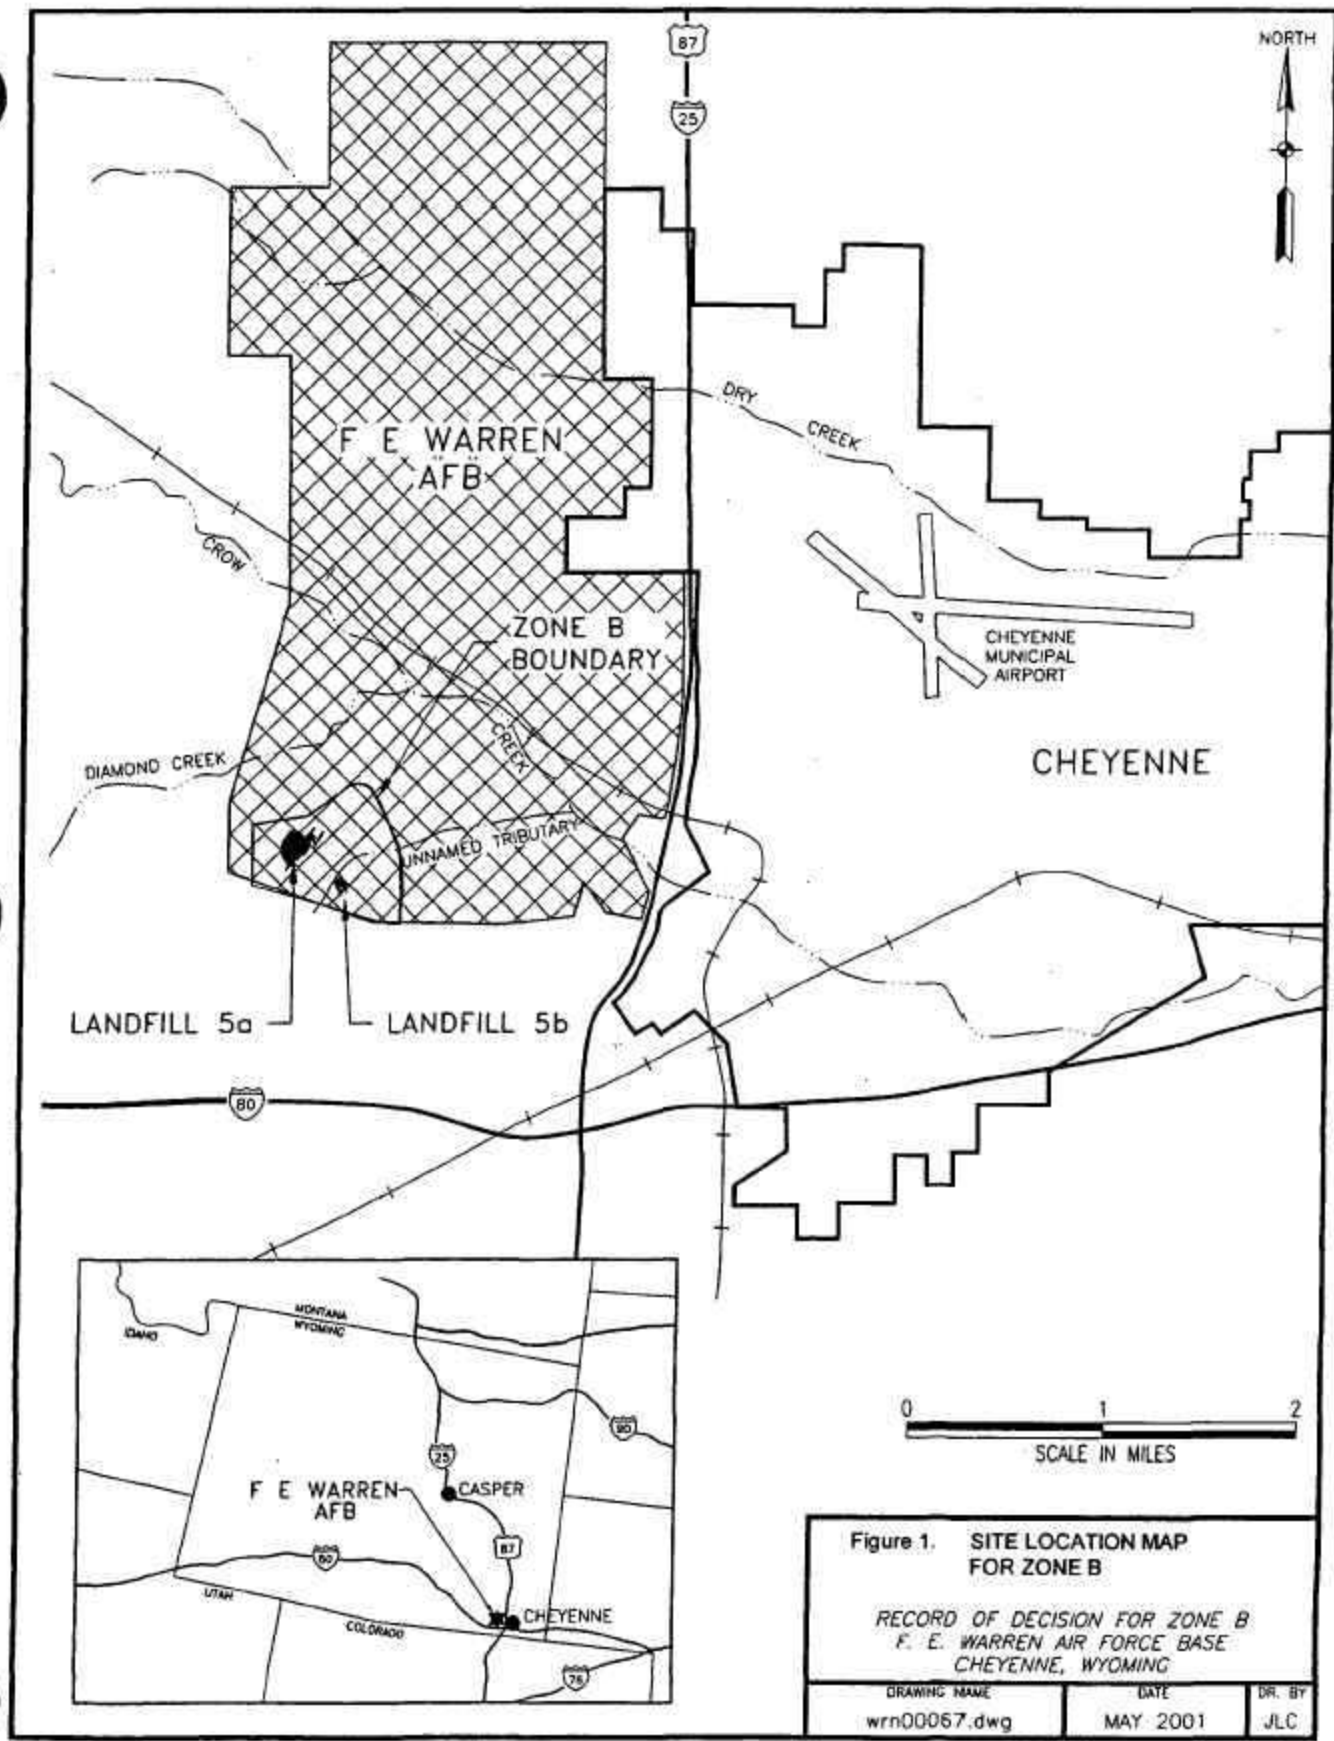 87
NORTH
25
DRY
CREEK
F E WARREN
AFB
CROW
ZONE B
BOUNDARY
CHEYENNE
MUNICIPAL
AIRPORT
CREEK
CHEYENNE
DIAMOND CREEK
UNNAMED TRIBUTARY
LANDFILL 5a
LANDFILL 5b
80
MONTANA
WYOMING
IDAHO
90
25
CASPER
F E WARREN
AFB
87
80
UTAH
COLORADO
CHEYENNE
76
0 1 2
SCALE IN MILES
Figure 1. SITE LOCATION MAP
FOR ZONE B
RECORD OF DECISION FOR ZONE B
F. E. WARREN AIR FORCE BASE
CHEYENNE, WYOMING
DRAWING NAME
wrn00067.dwg
DATE
MAY 2001
DR. BY
JLC